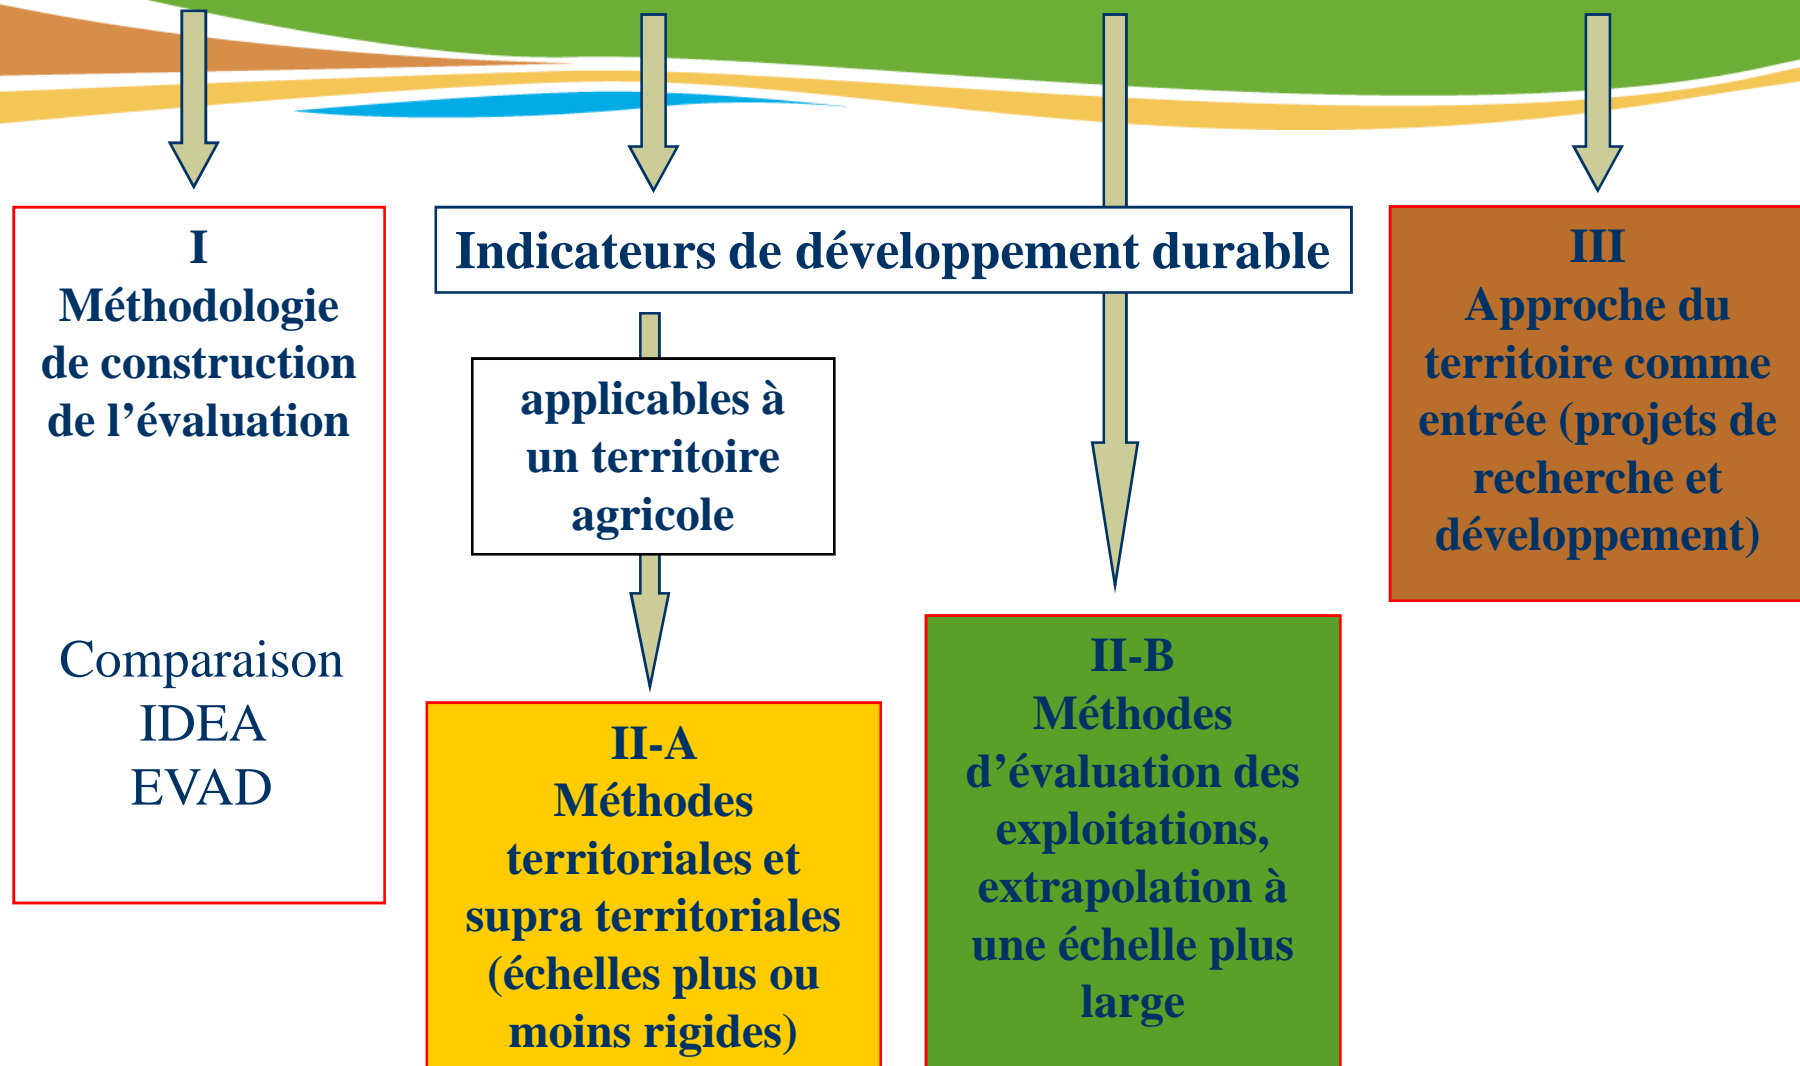 I
Méthodologie
de construction
de l’évaluation
Comparaison
IDEA
EVAD
Indicateurs de développement durable
applicables à
un territoire
agricole
II-A
Méthodes
territoriales et
supra territoriales
(échelles plus ou
moins rigides)
II-B
Méthodes
d’évaluation des
exploitations,
extrapolation à
une échelle plus
large
III
Approche du
territoire comme
entrée (projets de
recherche et
développement)